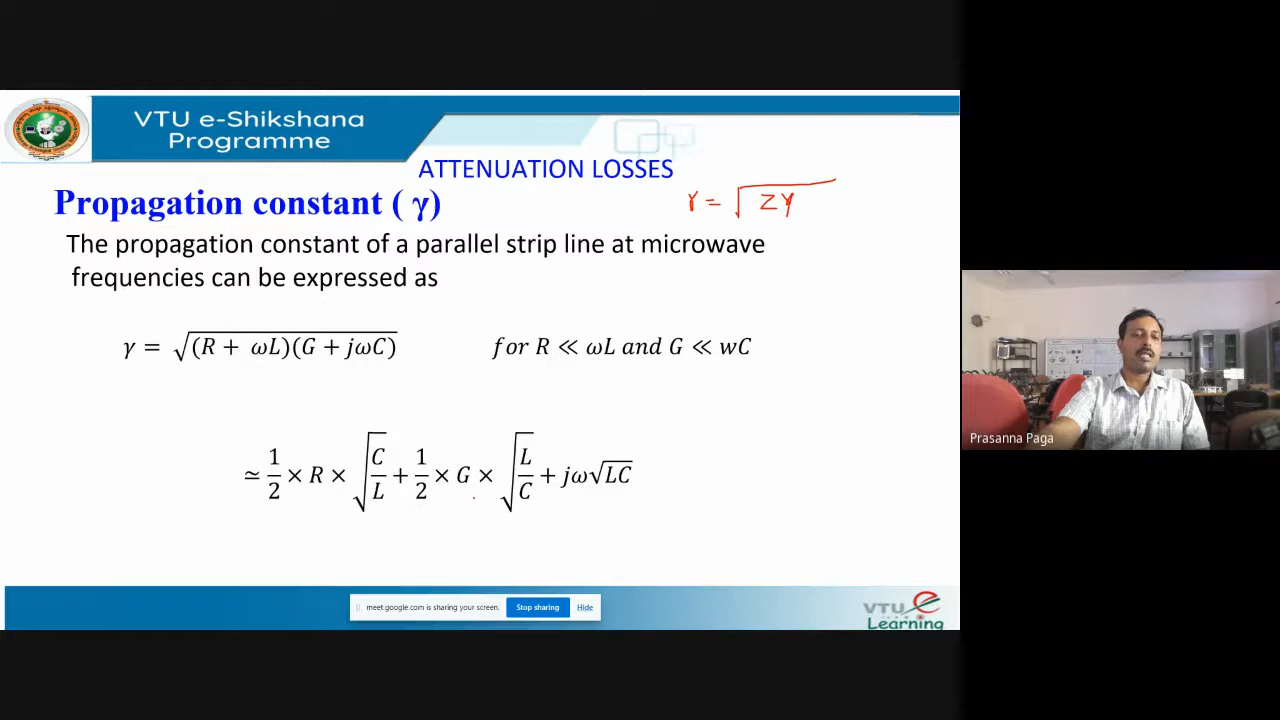 VTU e-Shikshana
Programme
ATTENUATION LOSSES
Propagation constant ( γ)
γ = √ZY
The propagation constant of a parallel strip line at microwave
frequencies can be expressed as
γ = √(R + ωL)(G + jωC) for R ≪ ωL and G ≪ wC
≃ 1/2 × R × √C/L + 1/2 × G × √L/C + jω√LC
Prasanna Paga
meet.google.com is sharing your screen. Stop sharing Hide
VTU e
Learning